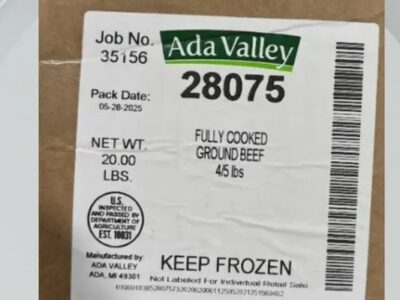 Job No.
35156
Ada Valley
28075
Pack Date:
05-28-2025
NET WT.
20.00
LBS.
FULLY COOKED
GROUND BEEF
4/5 lbs
U.S.
INSPECTED
AND PASSED BY
DEPARTMENT OF
AGRICULTURE
EST. 10031
Manufactured by:
ADA VALLEY
ADA, MI 49301
KEEP FROZEN
Not Labeled For Individual Retail Sale